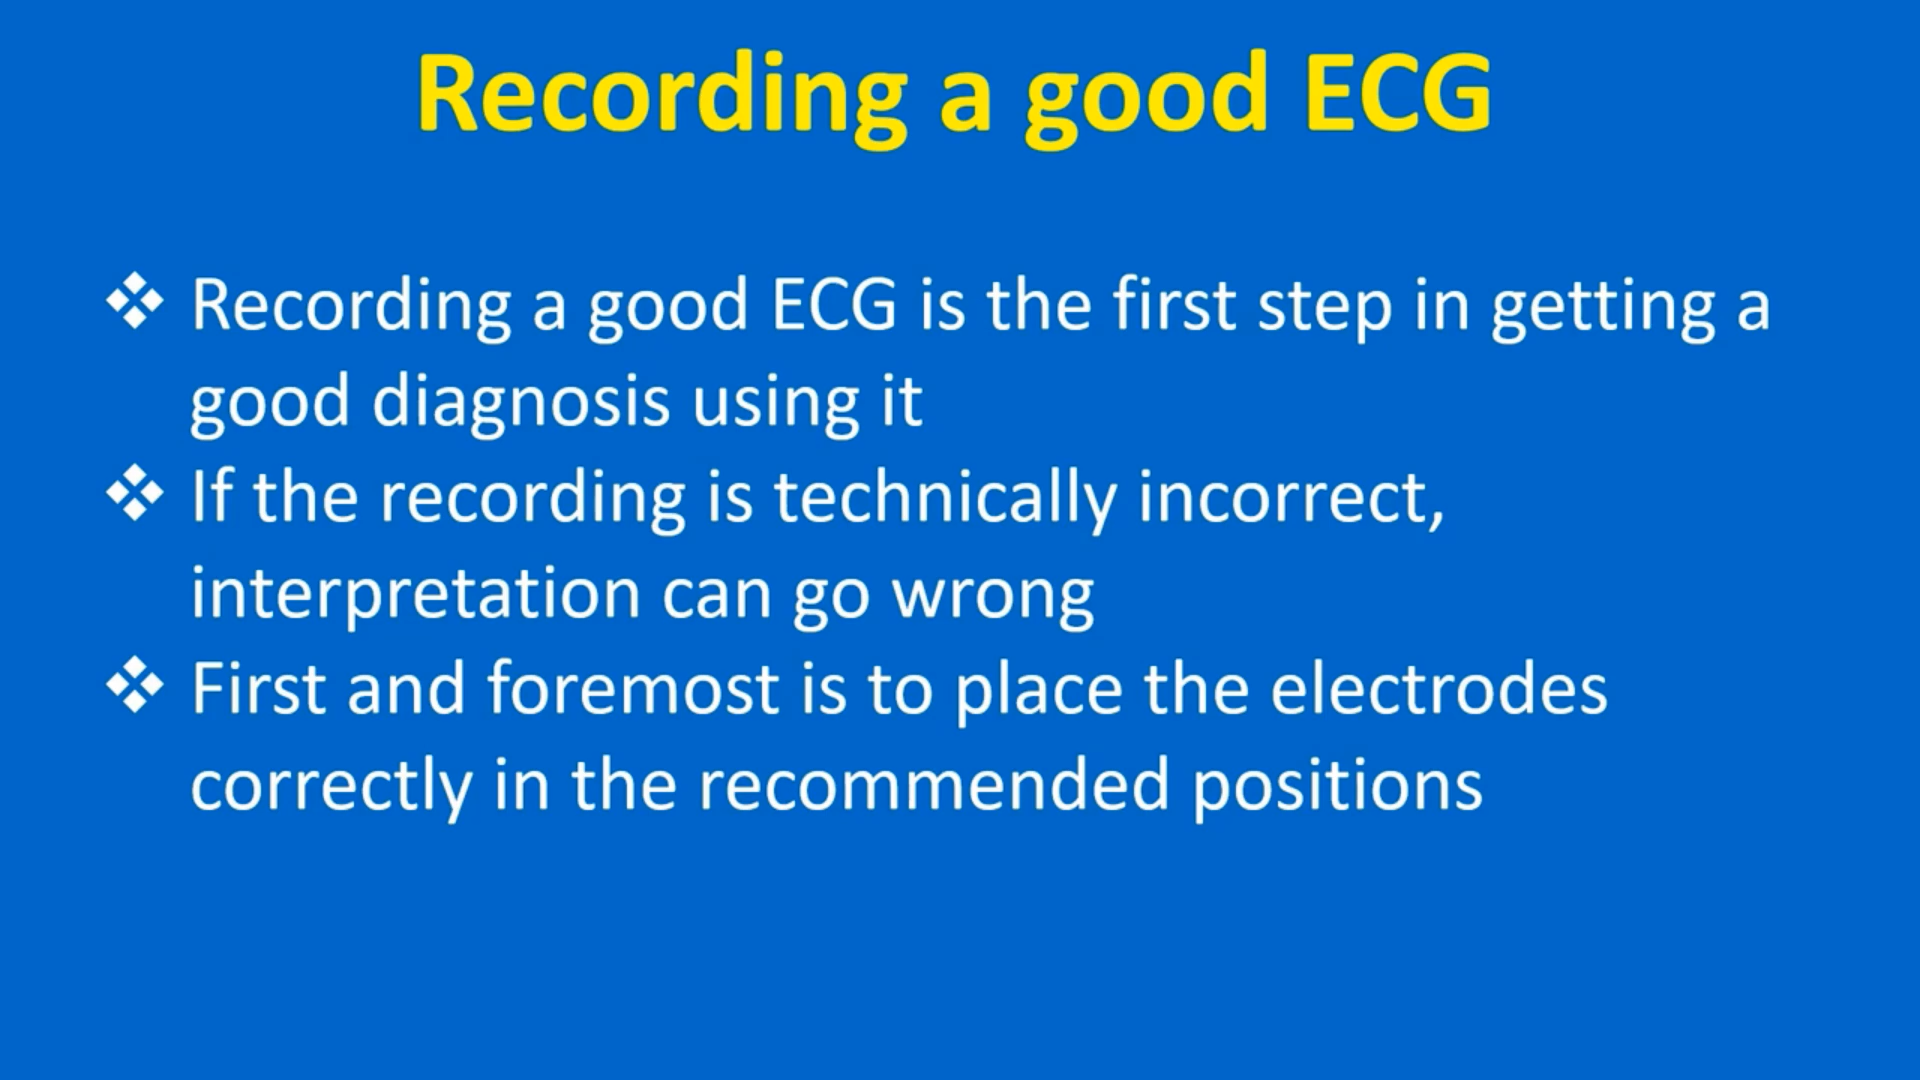 Recording a good ECG
❖ Recording a good ECG is the first step in getting a
good diagnosis using it
❖ If the recording is technically incorrect,
interpretation can go wrong
❖ First and foremost is to place the electrodes
correctly in the recommended positions